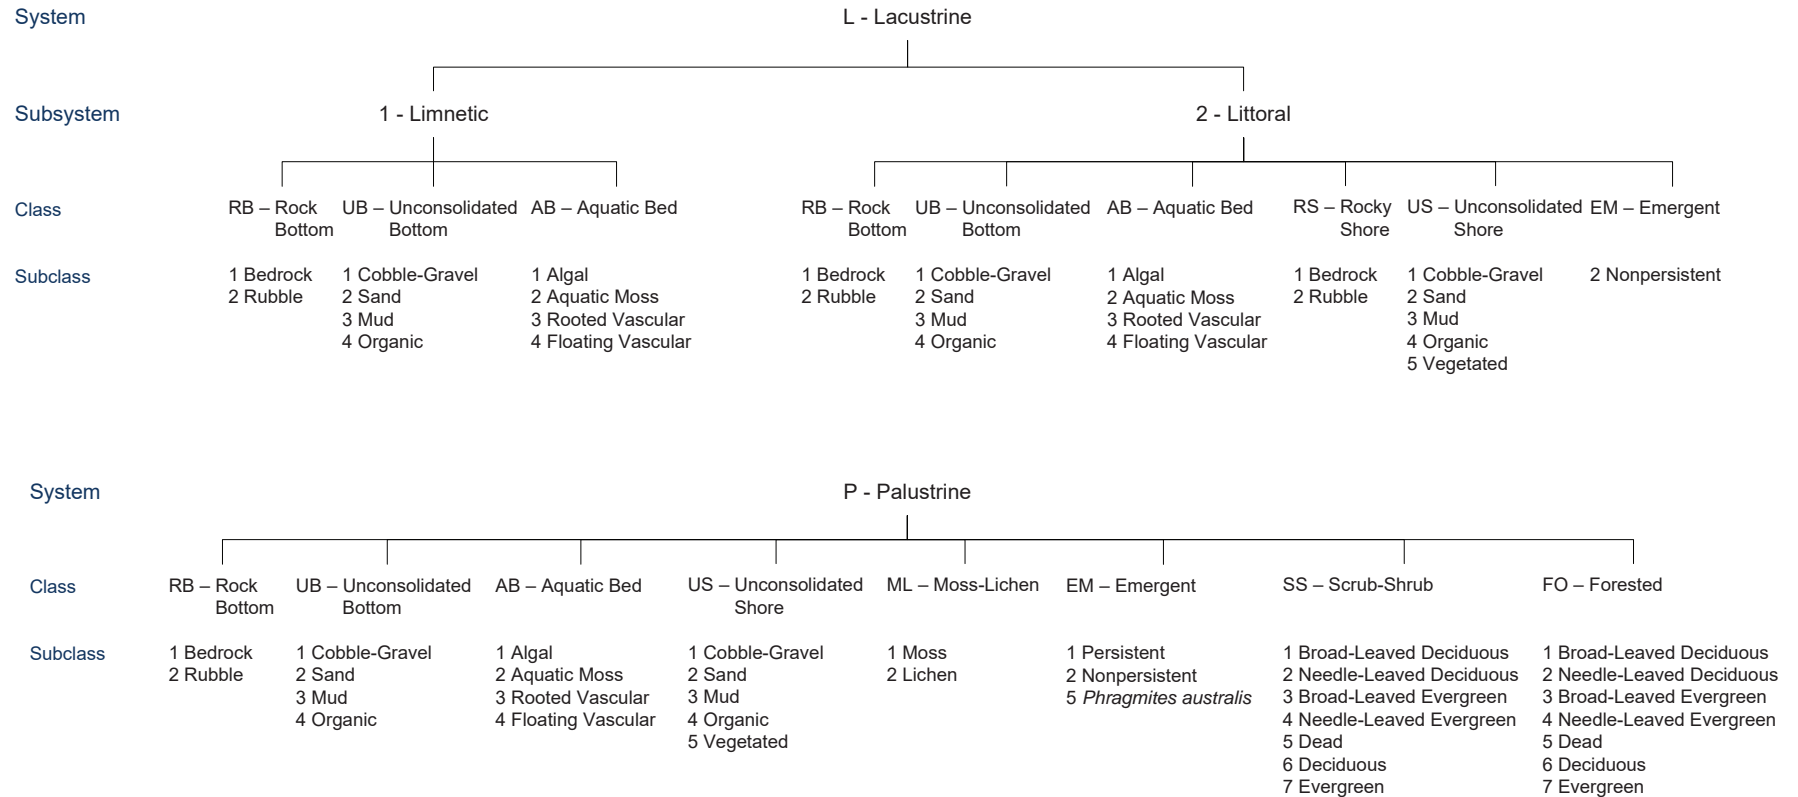 System L - Lacustrine
Subsystem 1 - Limnetic 2 - Littoral
Class RB – Rock UB – Unconsolidated AB – Aquatic Bed RB – Rock UB – Unconsolidated AB – Aquatic Bed RS – Rocky US – Unconsolidated EM – Emergent
Bottom Bottom Bottom Bottom Shore Shore
Subclass 1 Bedrock 1 Cobble-Gravel 1 Algal 1 Bedrock 1 Cobble-Gravel 1 Algal 1 Bedrock 1 Cobble-Gravel 2 Nonpersistent
2 Rubble 2 Sand 2 Aquatic Moss 2 Rubble 2 Sand 2 Aquatic Moss 2 Rubble 2 Sand
3 Mud 3 Rooted Vascular 3 Mud 3 Rooted Vascular 3 Mud
4 Organic 4 Floating Vascular 4 Organic 4 Floating Vascular 4 Organic
5 Vegetated
System P - Palustrine
Class RB – Rock UB – Unconsolidated AB – Aquatic Bed US – Unconsolidated ML – Moss-Lichen EM – Emergent SS – Scrub-Shrub FO – Forested
Bottom Bottom Shore
Subclass 1 Bedrock 1 Cobble-Gravel 1 Algal 1 Cobble-Gravel 1 Moss 1 Persistent 1 Broad-Leaved Deciduous 1 Broad-Leaved Deciduous
2 Rubble 2 Sand 2 Aquatic Moss 2 Sand 2 Lichen 2 Nonpersistent 2 Needle-Leaved Deciduous 2 Needle-Leaved Deciduous
3 Mud 3 Rooted Vascular 3 Mud 5 Phragmites australis 3 Broad-Leaved Evergreen 3 Broad-Leaved Evergreen
4 Organic 4 Floating Vascular 4 Organic 4 Needle-Leaved Evergreen 4 Needle-Leaved Evergreen
5 Vegetated 5 Dead 5 Dead
6 Deciduous 6 Deciduous
7 Evergreen 7 Evergreen